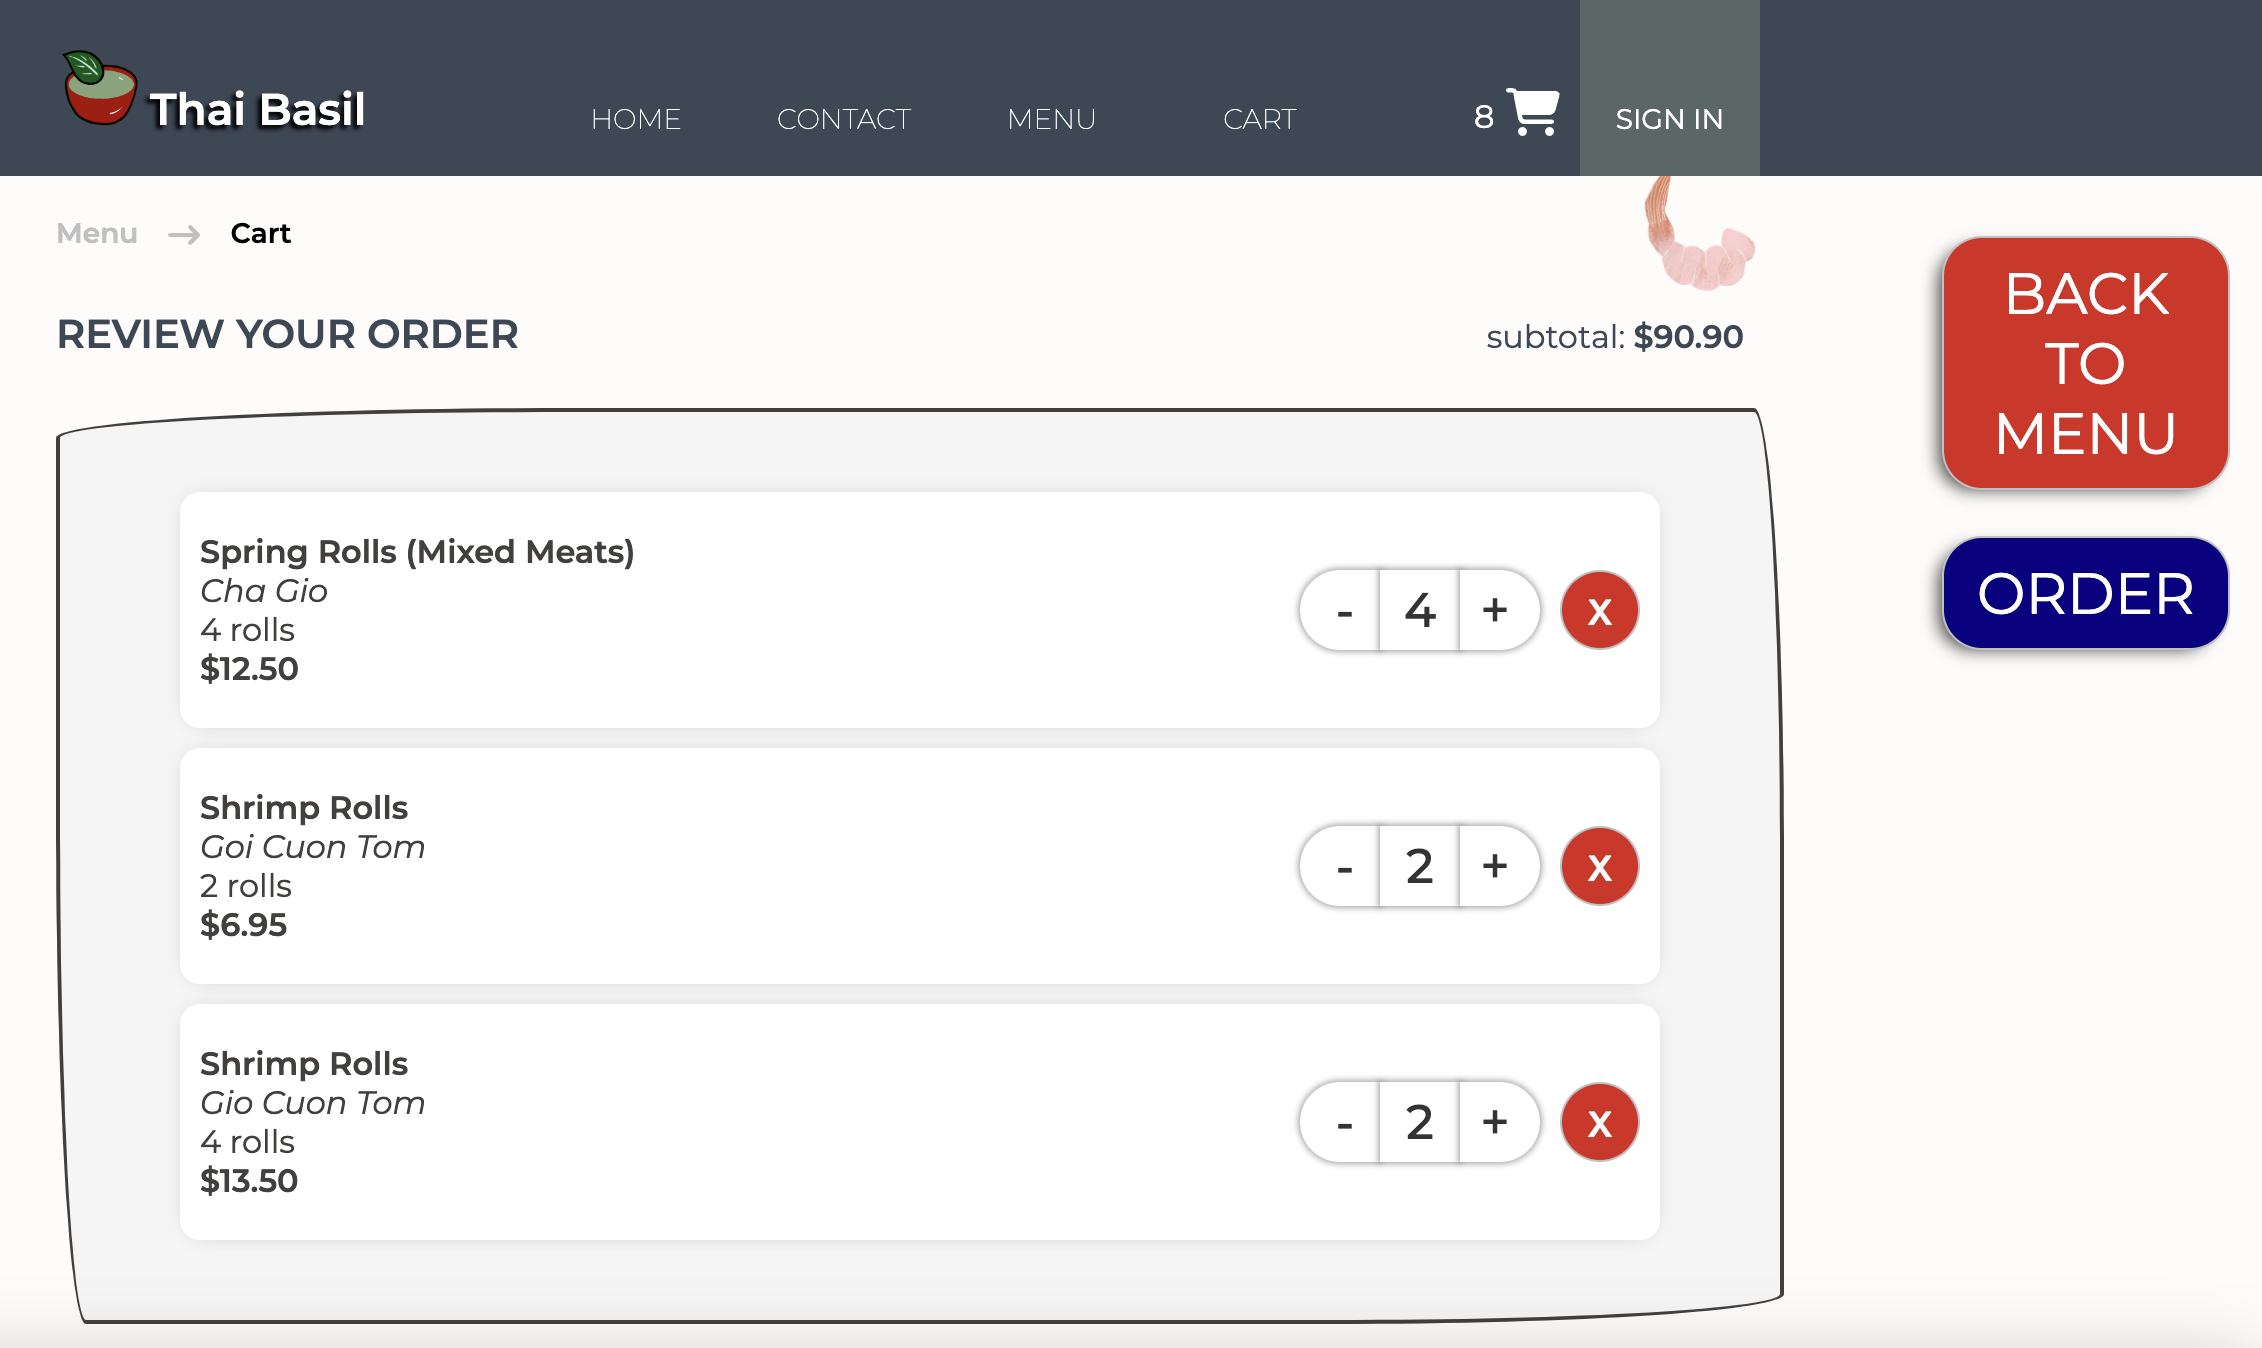 Thai Basil
HOME
CONTACT
MENU
CART
8
SIGN IN
Menu → Cart
REVIEW YOUR ORDER
subtotal: $90.90
BACK
TO
MENU
ORDER
Spring Rolls (Mixed Meats)
Cha Gio
4 rolls
$12.50
- 4 + X
Shrimp Rolls
Goi Cuon Tom
2 rolls
$6.95
- 2 + X
Shrimp Rolls
Gio Cuon Tom
4 rolls
$13.50
- 2 + X